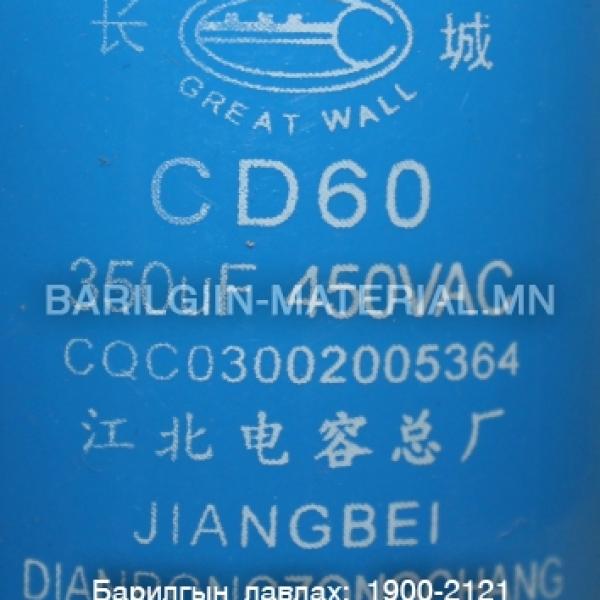 长 城
GREAT WALL
CD60
350uF 450VAC
BARILGIIN-MATERIAL.MN
CQC03002005364
江北电容总厂
JIANGBEI
DIANRONGZONGCHANG
Барилгын лавлах: 1900-2121